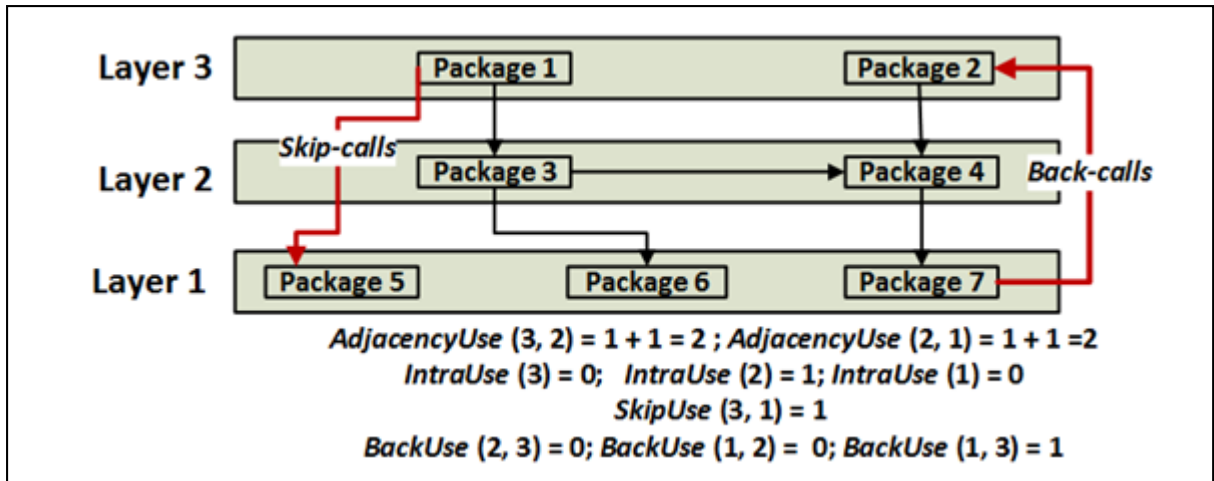 Layer 3
Package 1
Package 2
Skip-calls
Layer 2
Package 3
Package 4
Back-calls
Layer 1
Package 5
Package 6
Package 7
AdjacencyUse (3, 2) = 1 + 1 = 2 ; AdjacencyUse (2, 1) = 1 + 1 =2
IntraUse (3) = 0; IntraUse (2) = 1; IntraUse (1) = 0
SkipUse (3, 1) = 1
BackUse (2, 3) = 0; BackUse (1, 2) = 0; BackUse (1, 3) = 1